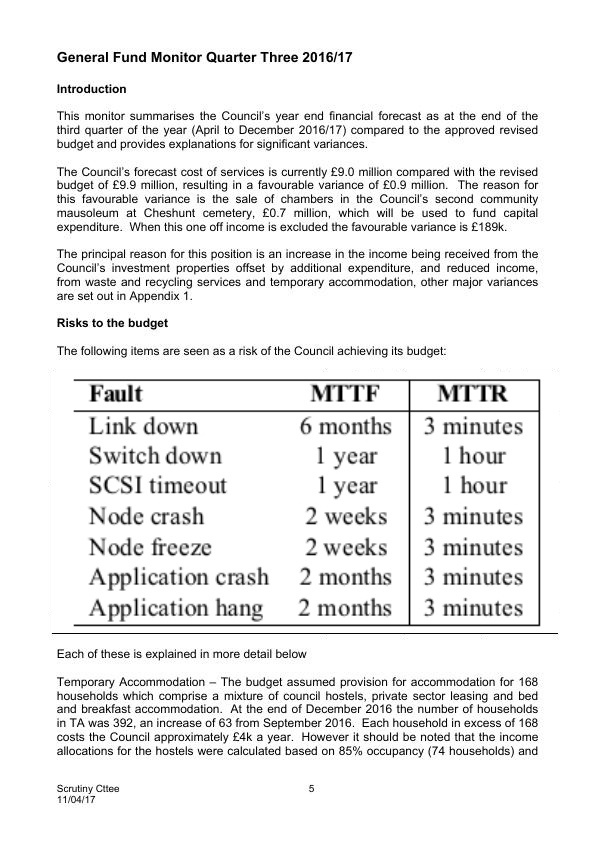 General Fund Monitor Quarter Three 2016/17
Introduction
This monitor summarises the Council's year end financial forecast as at the end of the
third quarter of the year (April to December 2016/17) compared to the approved revised
budget and provides explanations for significant variances.
The Council's forecast cost of services is currently £9.0 million compared with the revised
budget of £9.9 million, resulting in a favourable variance of £0.9 million. The reason for
this favourable variance is the sale of chambers in the Council's second community
mausoleum at Cheshunt cemetery, £0.7 million, which will be used to fund capital
expenditure. When this one off income is excluded the favourable variance is £189k.
The principal reason for this position is an increase in the income being received from the
Council's investment properties offset by additional expenditure, and reduced income,
from waste and recycling services and temporary accommodation, other major variances
are set out in Appendix 1.
Risks to the budget
The following items are seen as a risk of the Council achieving its budget:
Fault MTTF MTTR
Link down 6 months 3 minutes
Switch down 1 year 1 hour
SCSI timeout 1 year 1 hour
Node crash 2 weeks 3 minutes
Node freeze 2 weeks 3 minutes
Application crash 2 months 3 minutes
Application hang 2 months 3 minutes
Each of these is explained in more detail below
Temporary Accommodation – The budget assumed provision for accommodation for 168
households which comprise a mixture of council hostels, private sector leasing and bed
and breakfast accommodation. At the end of December 2016 the number of households
in TA was 392, an increase of 63 from September 2016. Each household in excess of 168
costs the Council approximately £4k a year. However it should be noted that the income
allocations for the hostels were calculated based on 85% occupancy (74 households) and
Scrutiny Cttee 5
11/04/17